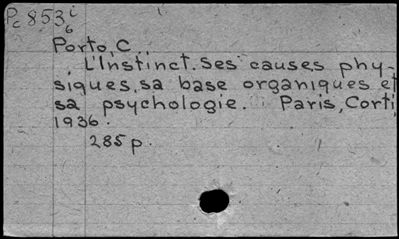 Pc 853 i
6
Porto, C.
L'Instinct. Ses causes phy-
siques, sa base organiques et
sa psychologie. Paris, Corti,
1936.
285 p.